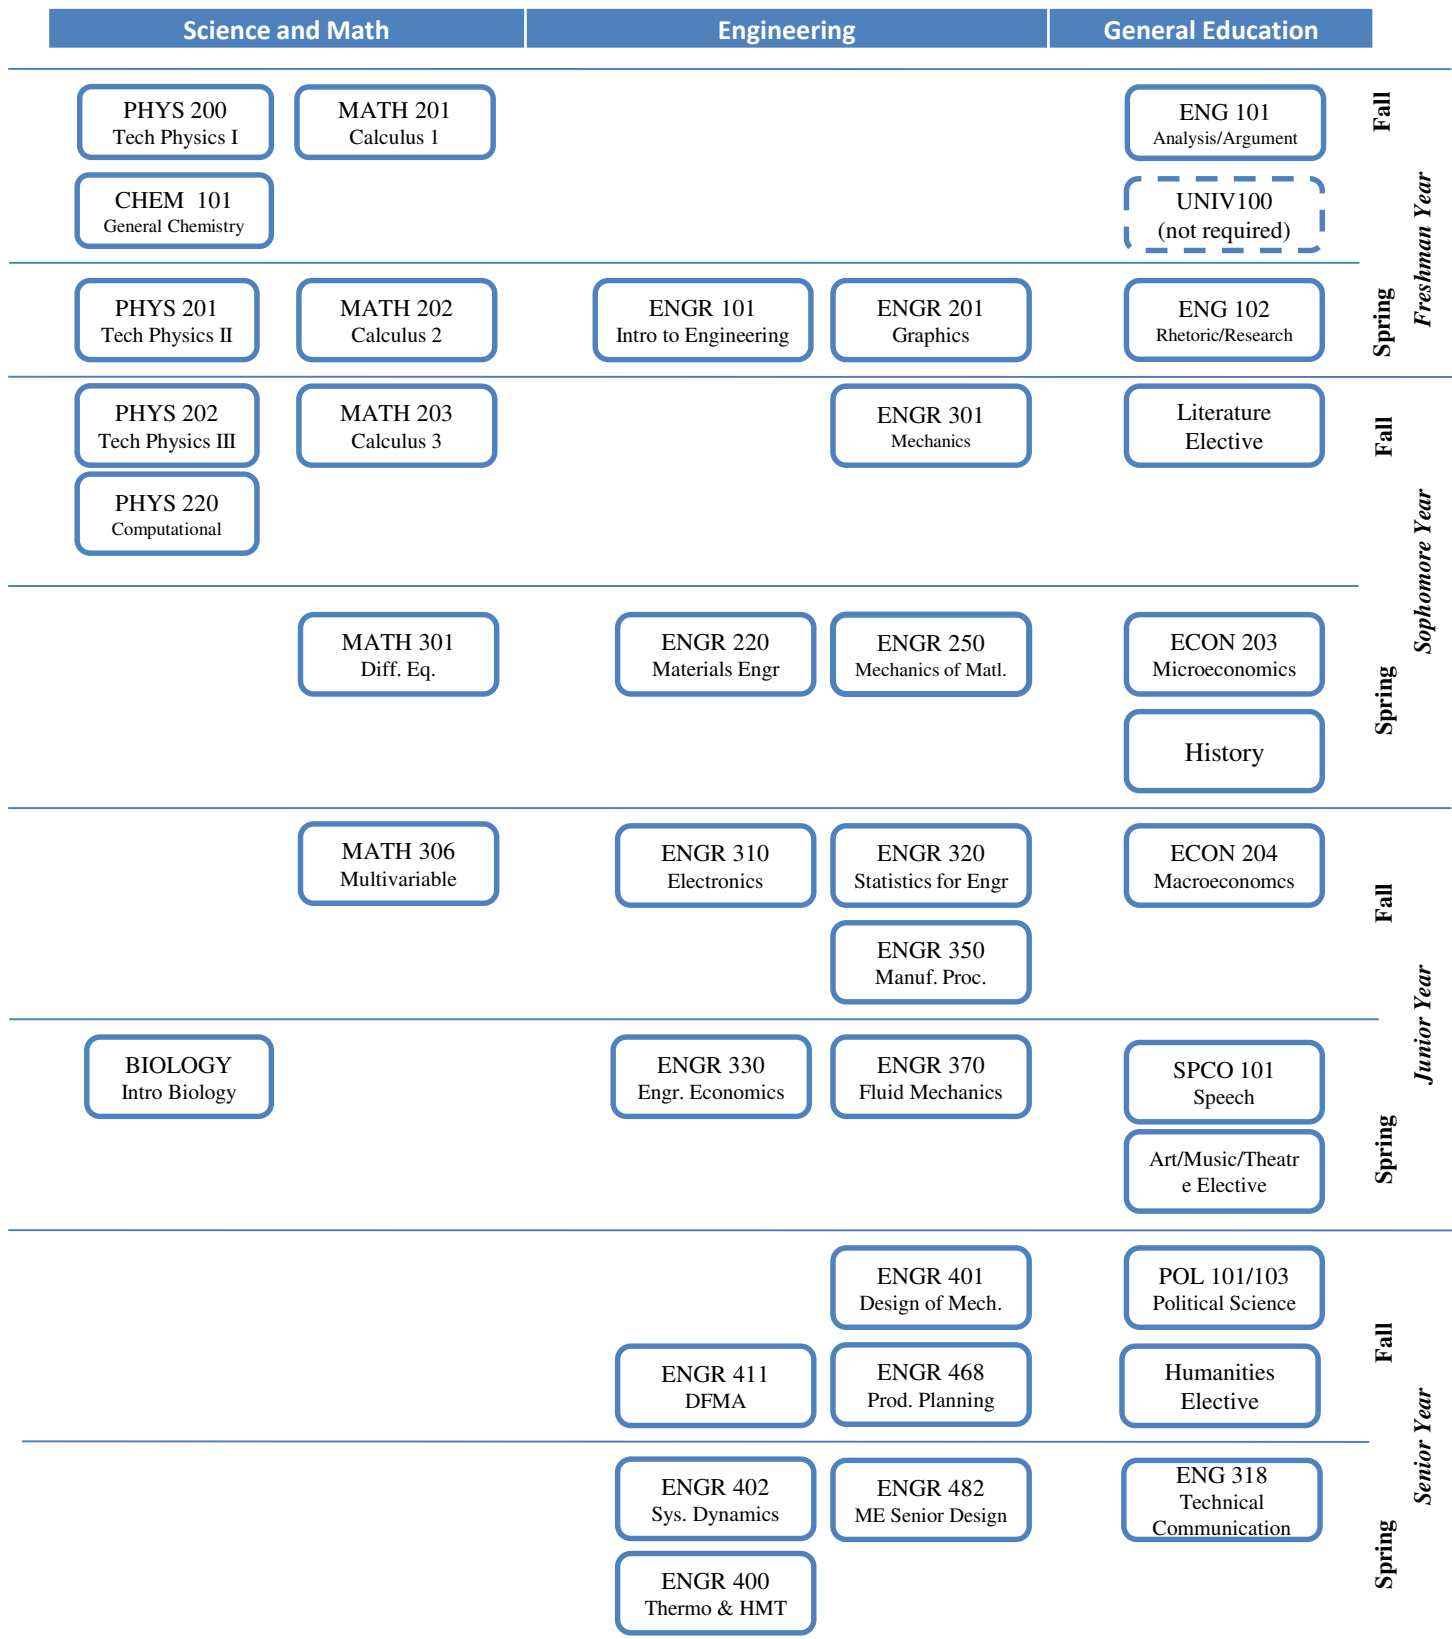 Science and Math
Engineering
General Education
PHYS 200
Tech Physics I
MATH 201
Calculus 1
ENG 101
Analysis/Argument
Fall
CHEM  101
General Chemistry
UNIV100
(not required)
Freshman Year
PHYS 201
Tech Physics II
MATH 202
Calculus 2
ENGR 101
Intro to Engineering
ENGR 201
Graphics
ENG 102
Rhetoric/Research
Spring
PHYS 202
Tech Physics III
MATH 203
Calculus 3
ENGR 301
Mechanics
Literature
Elective
Fall
PHYS 220
Computational
Sophomore Year
MATH 301
Diff. Eq.
ENGR 220
Materials Engr
ENGR 250
Mechanics of Matl.
ECON 203
Microeconomics
Spring
History
MATH 306
Multivariable
ENGR 310
Electronics
ENGR 320
Statistics for Engr
ECON 204
Macroeconomcs
Fall
ENGR 350
Manuf. Proc.
Junior Year
BIOLOGY
Intro Biology
ENGR 330
Engr. Economics
ENGR 370
Fluid Mechanics
SPCO 101
Speech
Spring
Art/Music/Theatr
e Elective
ENGR 401
Design of Mech.
POL 101/103
Political Science
Fall
ENGR 411
DFMA
ENGR 468
Prod. Planning
Humanities
Elective
Senior Year
ENGR 402
Sys. Dynamics
ENGR 482
ME Senior Design
ENG 318
Technical
Communication
Spring
ENGR 400
Thermo & HMT